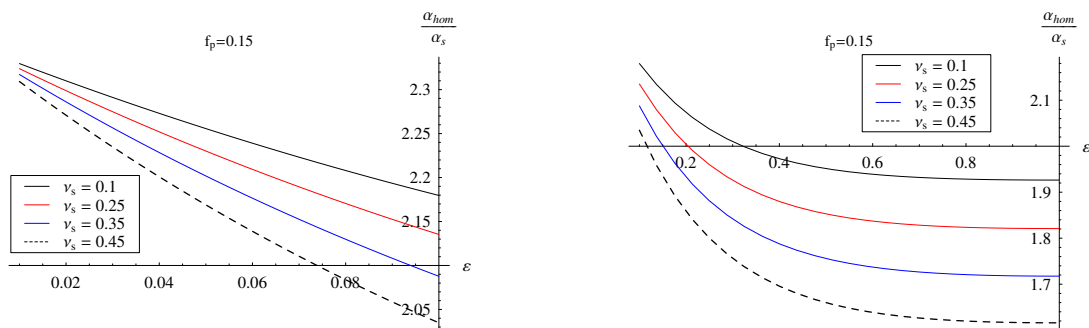 α_hom/α_s
f_p=0.15
2.3
2.25
2.2
2.15
2.05
ν_s = 0.1
ν_s = 0.25
ν_s = 0.35
ν_s = 0.45
0.02 0.04 0.06 0.08 ε
α_hom/α_s
f_p=0.15
ν_s = 0.1
ν_s = 0.25
ν_s = 0.35
ν_s = 0.45
2.1
0.2 0.4 0.6 0.8 ε
1.9
1.8
1.7